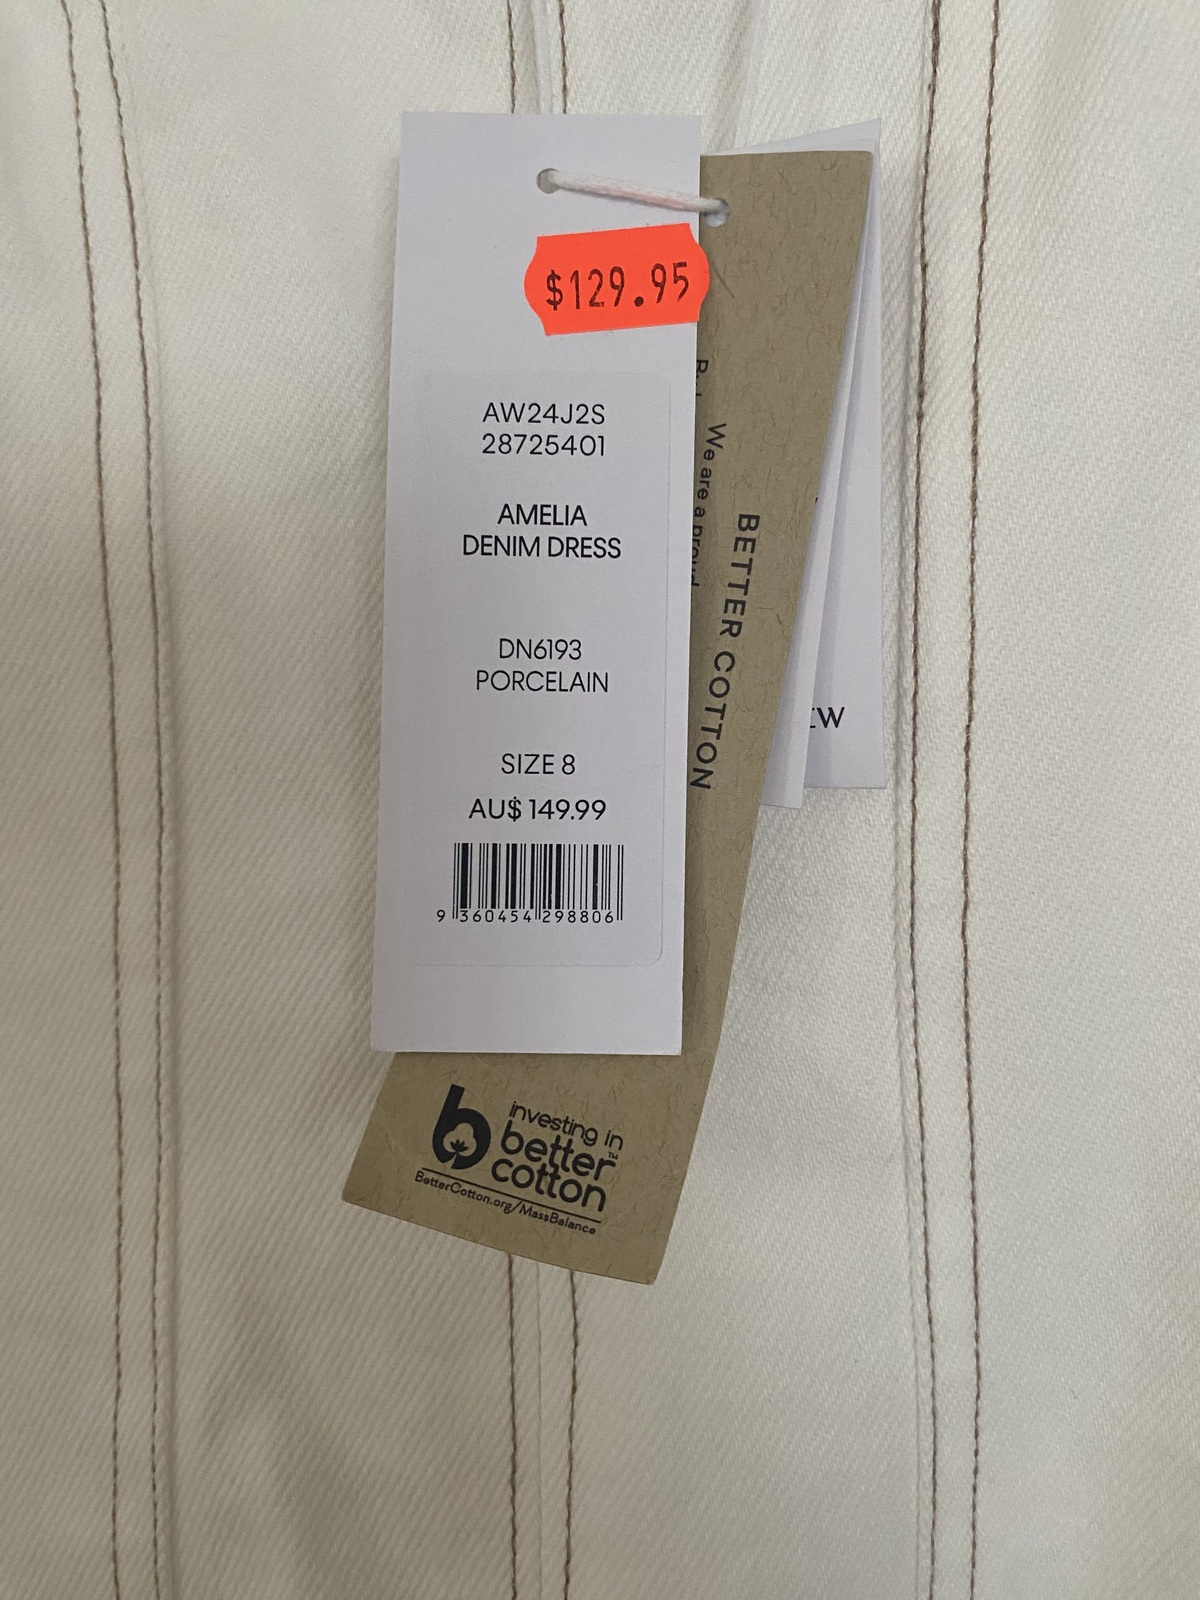 $129.95
AW24J2S
28725401
AMELIA
DENIM DRESS
DN6193
PORCELAIN
SIZE 8
AU$ 149.99
9 360454 298806
We are a proud
BETTER COTTON
investing in
better™
cotton
BetterCotton.org/MassBalance